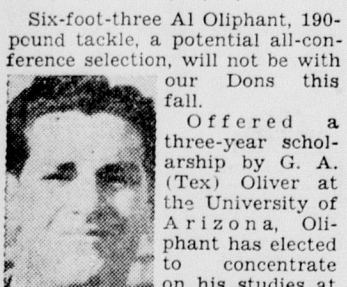 Six-foot-three Al Oliphant, 190-
pound tackle, a potential all-con-
ference selection, will not be with
our Dons this
fall.
Offered a
three-year schol-
arship by G. A.
(Tex) Oliver at
the University of
Arizona, Oli-
phant has elected
to concentrate
on his studies at